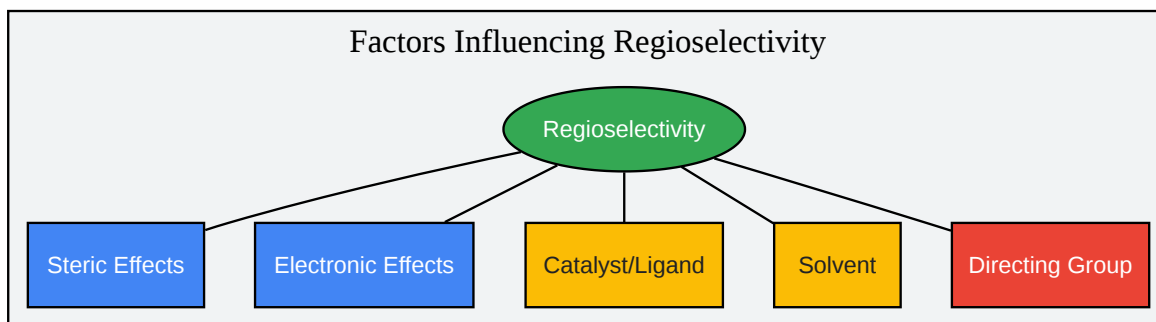 Factors Influencing Regioselectivity
Regioselectivity
Steric Effects
Electronic Effects
Catalyst/Ligand
Solvent
Directing Group